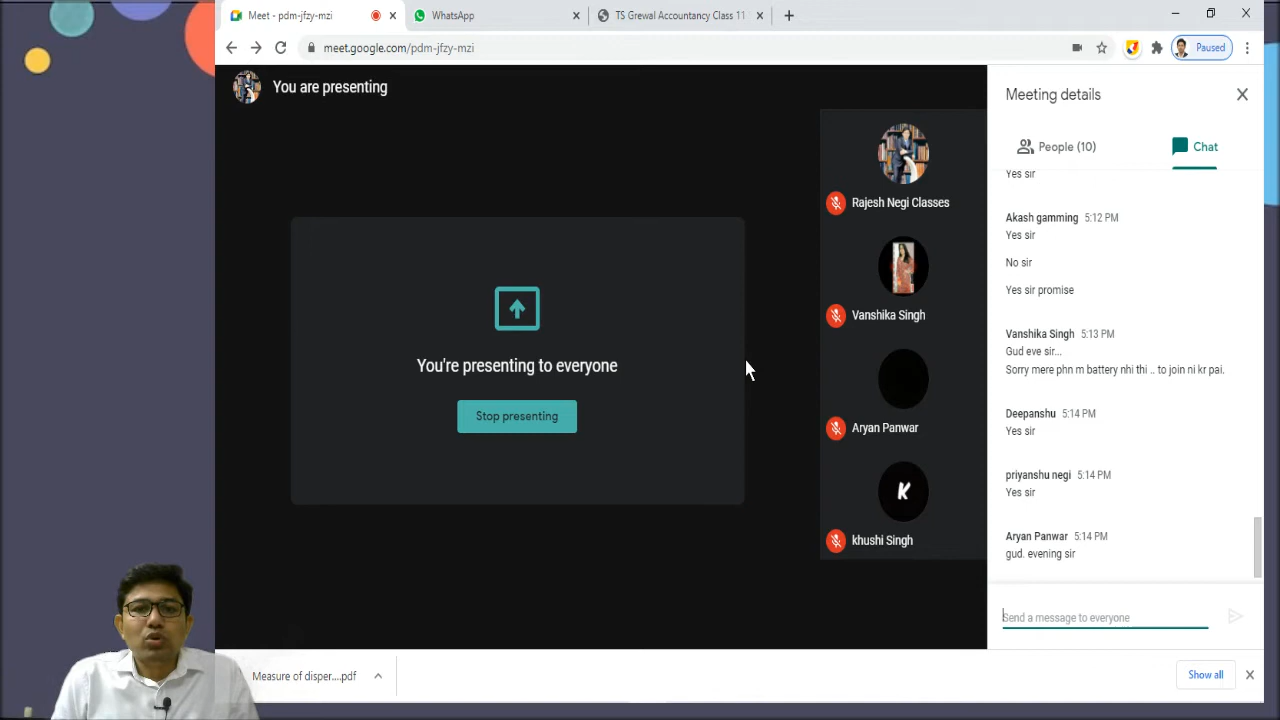 Meet - pdm-jfzy-mzi
WhatsApp
TS Grewal Accountancy Class 11
meet.google.com/pdm-jfzy-mzi
Paused
You are presenting
Meeting details
People (10)
Chat
Yes sir
Akash gamming 5:12 PM
Yes sir
No sir
Yes sir promise
Vanshika Singh 5:13 PM
Gud eve sir...
Sorry mere phn m battery nhi thi .. to join ni kr pai.
Deepanshu 5:14 PM
Yes sir
priyanshu negi 5:14 PM
Yes sir
Aryan Panwar 5:14 PM
gud. evening sir
Send a message to everyone
Rajesh Negi Classes
Vanshika Singh
Aryan Panwar
K
khushi Singh
You're presenting to everyone
Stop presenting
Measure of disper....pdf
Show all